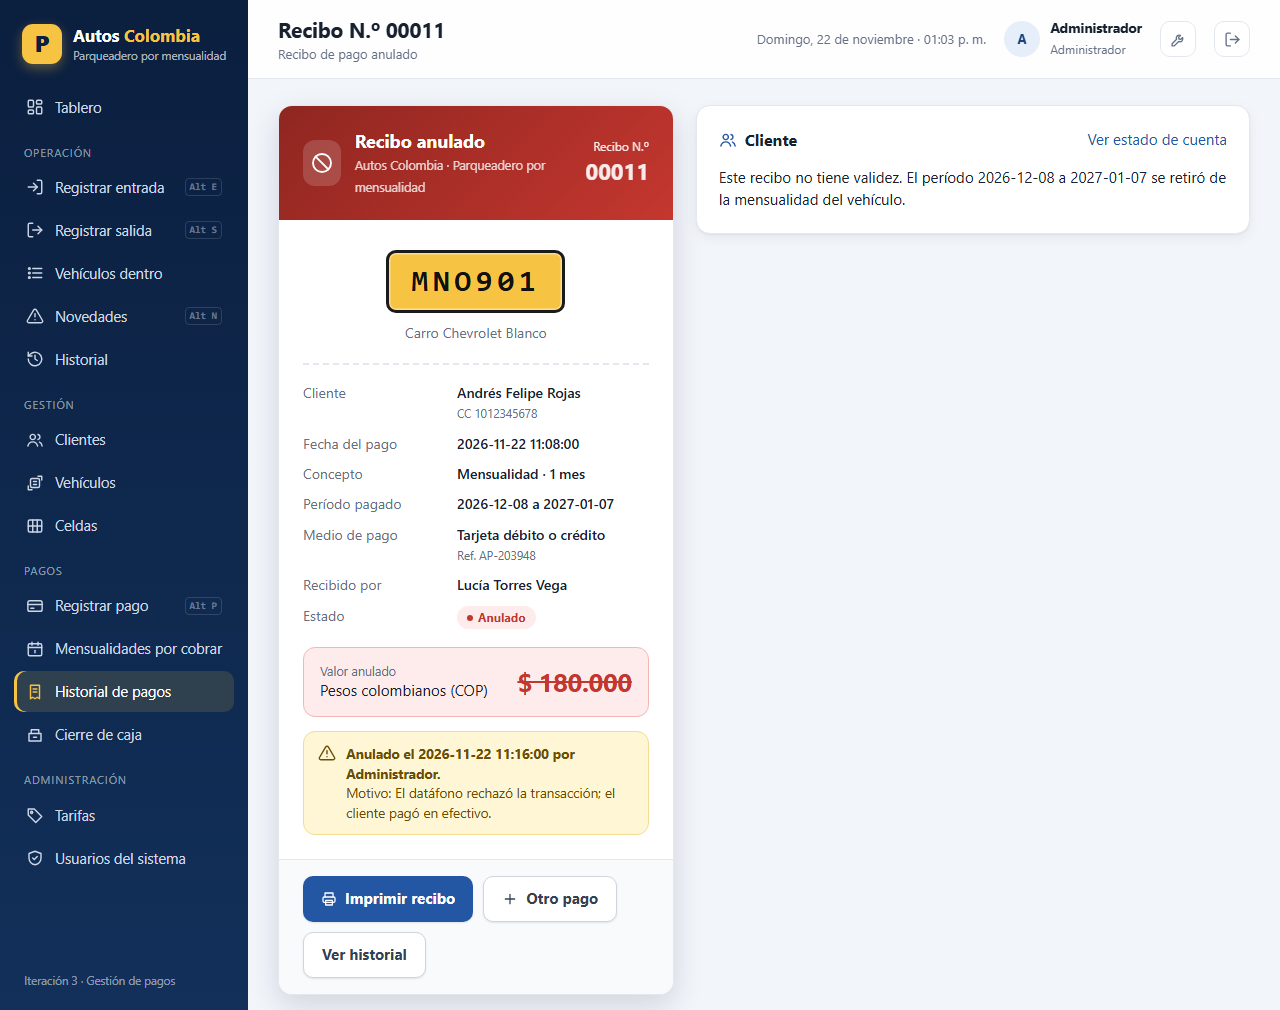 P
Autos Colombia
Parqueadero por mensualidad
Tablero
OPERACIÓN
Registrar entrada Alt E
Registrar salida Alt S
Vehículos dentro
Novedades Alt N
Historial
GESTIÓN
Clientes
Vehículos
Celdas
PAGOS
Registrar pago Alt P
Mensualidades por cobrar
Historial de pagos
Cierre de caja
ADMINISTRACIÓN
Tarifas
Usuarios del sistema
Iteración 3 · Gestión de pagos
Recibo N.º 00011
Recibo de pago anulado
Domingo, 22 de noviembre · 01:03 p. m.
A
Administrador
Administrador
Recibo anulado
Autos Colombia · Parqueadero por
mensualidad
Recibo N.º
00011
MNO901
Carro Chevrolet Blanco
Cliente Andrés Felipe Rojas
CC 1012345678
Fecha del pago 2026-11-22 11:08:00
Concepto Mensualidad · 1 mes
Período pagado 2026-12-08 a 2027-01-07
Medio de pago Tarjeta débito o crédito
Ref. AP-203948
Recibido por Lucía Torres Vega
Estado Anulado
Valor anulado
Pesos colombianos (COP)
$ 180.000
Anulado el 2026-11-22 11:16:00 por
Administrador.
Motivo: El datáfono rechazó la transacción; el
cliente pagó en efectivo.
Imprimir recibo
Otro pago
Ver historial
Cliente
Ver estado de cuenta
Este recibo no tiene validez. El período 2026-12-08 a 2027-01-07 se retiró de
la mensualidad del vehículo.